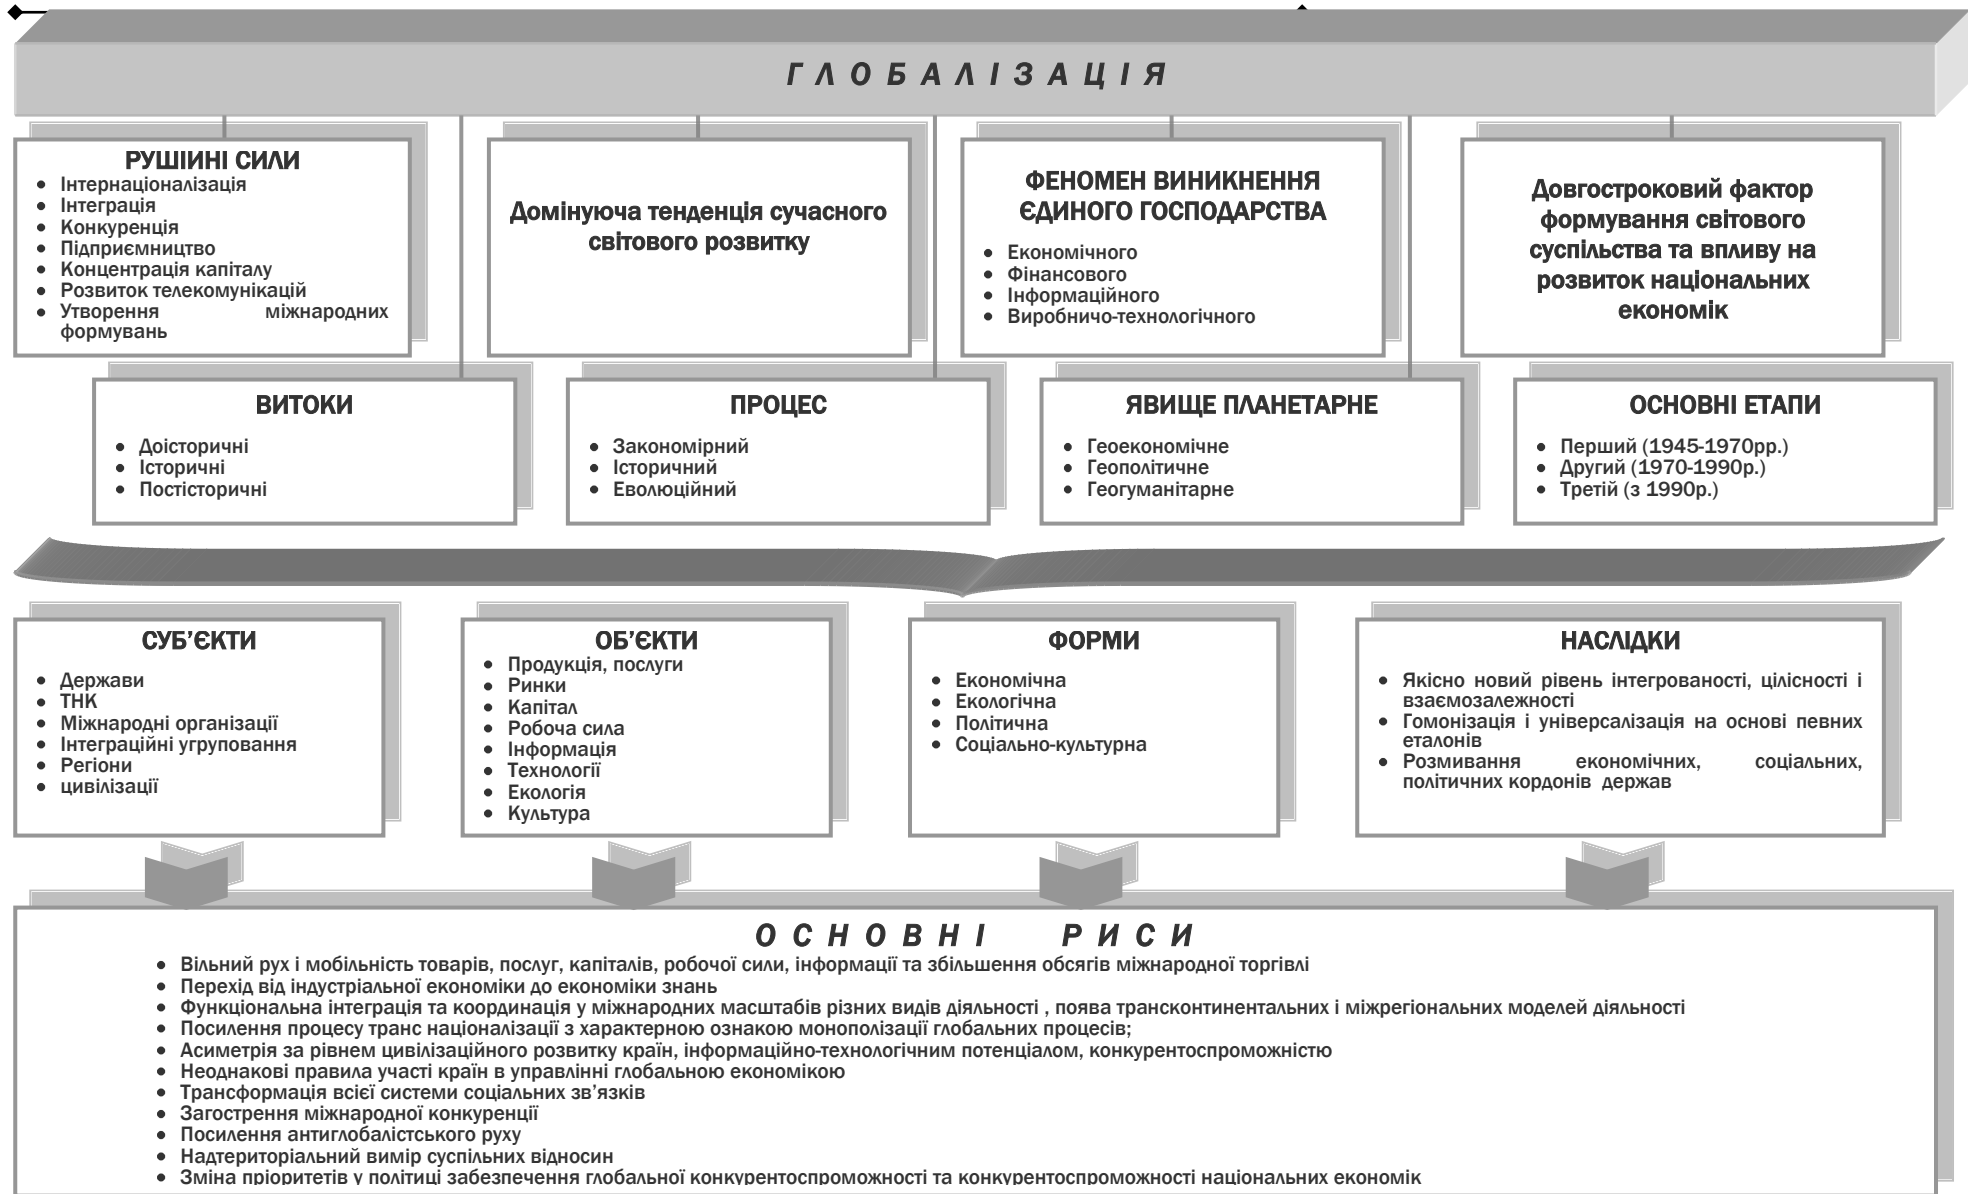 ГЛОБАЛІЗАЦІЯ
РУШІЙНІ СИЛИ
• Інтернаціоналізація
• Інтеграція
• Конкуренція
• Підприємництво
• Концентрація капіталу
• Розвиток телекомунікацій
• Утворення міжнародних
формувань
Домінуюча тенденція сучасного
світового розвитку
ФЕНОМЕН ВИНИКНЕННЯ
ЄДИНОГО ГОСПОДАРСТВА
• Економічного
• Фінансового
• Інформаційного
• Виробничо-технологічного
Довгостроковий фактор
формування світового
суспільства та впливу на
розвиток національних
економік
ВИТОКИ
• Доісторичні
• Історичні
• Постісторичні
ПРОЦЕС
• Закономірний
• Історичний
• Еволюційний
ЯВИЩЕ ПЛАНЕТАРНЕ
• Геоекономічне
• Геополітичне
• Геогуманітарне
ОСНОВНІ ЕТАПИ
• Перший (1945-1970рр.)
• Другий (1970-1990р.)
• Третій (з 1990р.)
СУБ’ЄКТИ
• Держави
• ТНК
• Міжнародні організації
• Інтеграційні угруповання
• Регіони
• цивілізації
ОБ’ЄКТИ
• Продукція, послуги
• Ринки
• Капітал
• Робоча сила
• Інформація
• Технології
• Екологія
• Культура
ФОРМИ
• Економічна
• Екологічна
• Політична
• Соціально-культурна
НАСЛІДКИ
• Якісно новий рівень інтегрованості, цілісності і
взаємозалежності
• Гомонізація і універсалізація на основі певних
еталонів
• Розмивання економічних, соціальних,
політичних кордонів держав
ОСНОВНІ РИСИ
• Вільний рух і мобільність товарів, послуг, капіталів, робочої сили, інформації та збільшення обсягів міжнародної торгівлі
• Перехід від індустріальної економіки до економіки знань
• Функціональна інтеграція та координація у міжнародних масштабів різних видів діяльності , поява трансконтинентальних і міжрегіональних моделей діяльності
• Посилення процесу транс націоналізації з характерною ознакою монополізації глобальних процесів;
• Асиметрія за рівнем цивілізаційного розвитку країн, інформаційно-технологічним потенціалом, конкурентоспроможністю
• Неоднакові правила участі країн в управлінні глобальною економікою
• Трансформація всієї системи соціальних зв’язків
• Загострення міжнародної конкуренції
• Посилення антиглобалістського руху
• Надтериторіальний вимір суспільних відносин
• Зміна пріоритетів у політиці забезпечення глобальної конкурентоспроможності та конкурентоспроможності національних економік